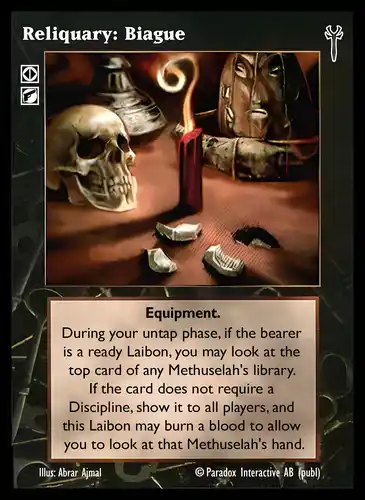 Reliquary: Biague
Equipment.
During your untap phase, if the bearer
is a ready Laibon, you may look at the
top card of any Methuselah's library.
If the card does not require a
Discipline, show it to all players, and
this Laibon may burn a blood to allow
you to look at that Methuselah's hand.
Illus: Abrar Ajmal © Paradox Interactive AB (publ)